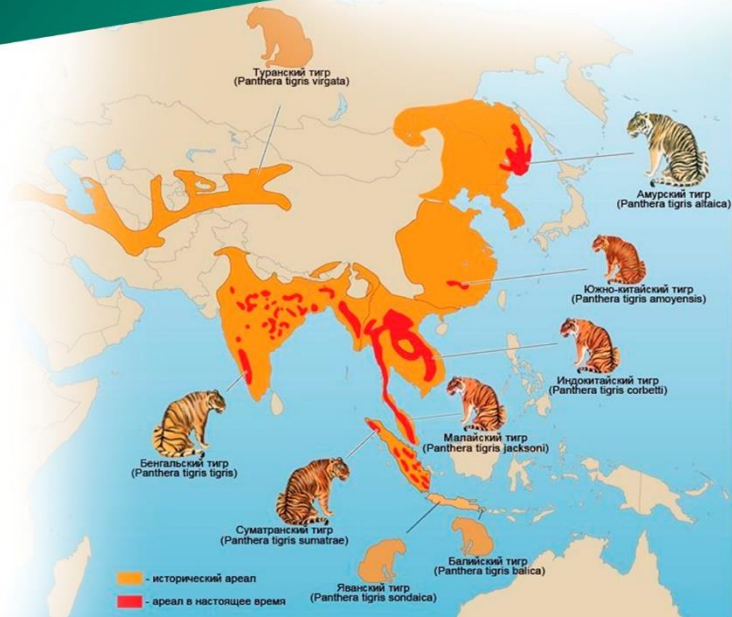 Туранский тигр
(Panthera tigris virgata)
Амурский тигр
(Panthera tigris altaica)
Южно-китайский тигр
(Panthera tigris amoyensis)
Индокитайский тигр
(Panthera tigris corbetti)
Малайский тигр
(Panthera tigris jacksoni)
Бенгальский тигр
(Panthera tigris tigris)
Суматранский тигр
(Panthera tigris sumatrae)
Балийский тигр
(Panthera tigris balica)
Яванский тигр
(Panthera tigris sondaica)
- исторический ареал
- ареал в настоящее время